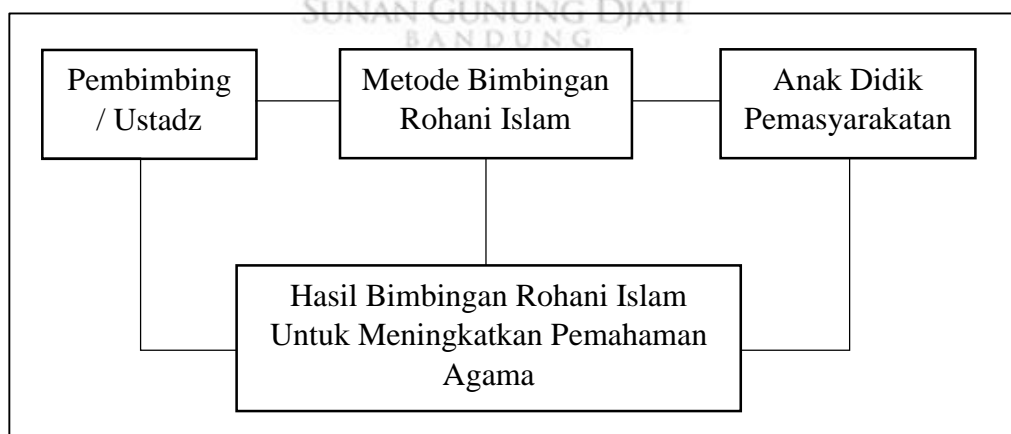 SUNAN GUNUNG DJATI
BANDUNG
Pembimbing
/ Ustadz
Metode Bimbingan
Rohani Islam
Anak Didik
Pemasyarakatan
Hasil Bimbingan Rohani Islam
Untuk Meningkatkan Pemahaman
Agama